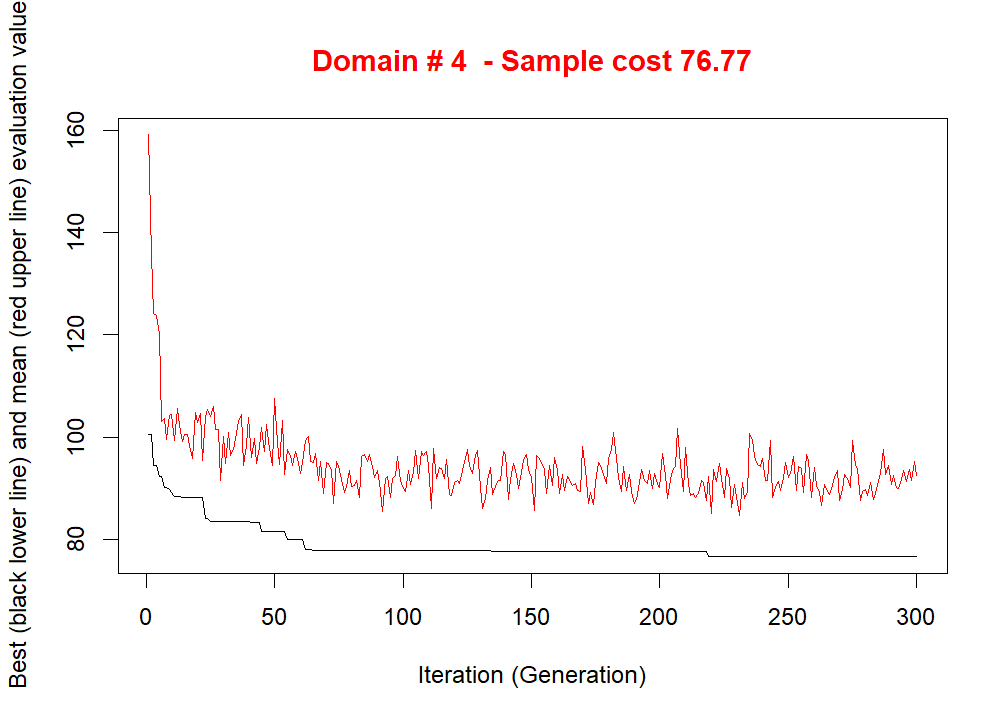 Domain # 4  - Sample cost 76.77
Best (black lower line) and mean (red upper line) evaluation value
160
140
120
100
80
0 50 100 150 200 250 300
Iteration (Generation)